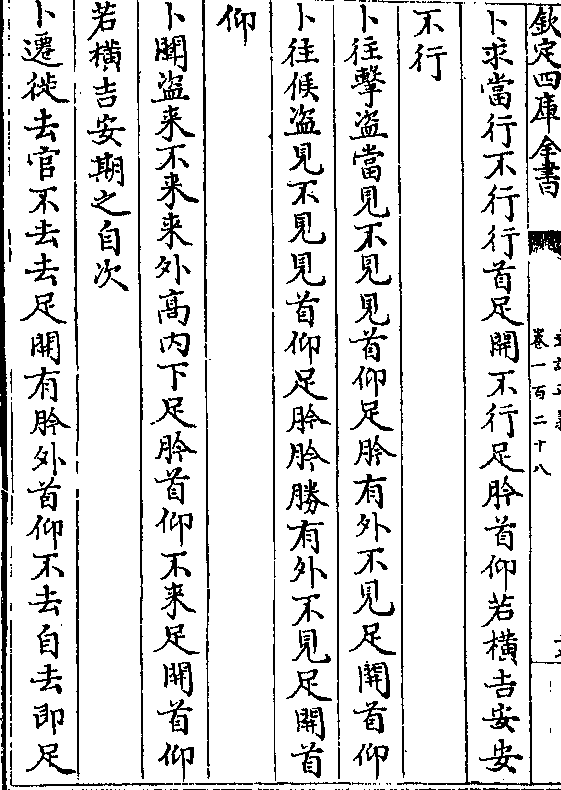 欽定四庫全書
卷一百二十八
卜求當行不行行首足開不行足肣首仰若橫吉安安
不行
卜往擊盜當見不見見首仰足肣有外不見足開首仰
卜往候盜見不見見首仰足肣肣勝有外不見足開首
仰
卜聞盜来不来来外高内下足肣首仰不来足開首仰
若橫吉安期之自次
卜遷徙去官不去去足開有肣外首仰不去自去即足